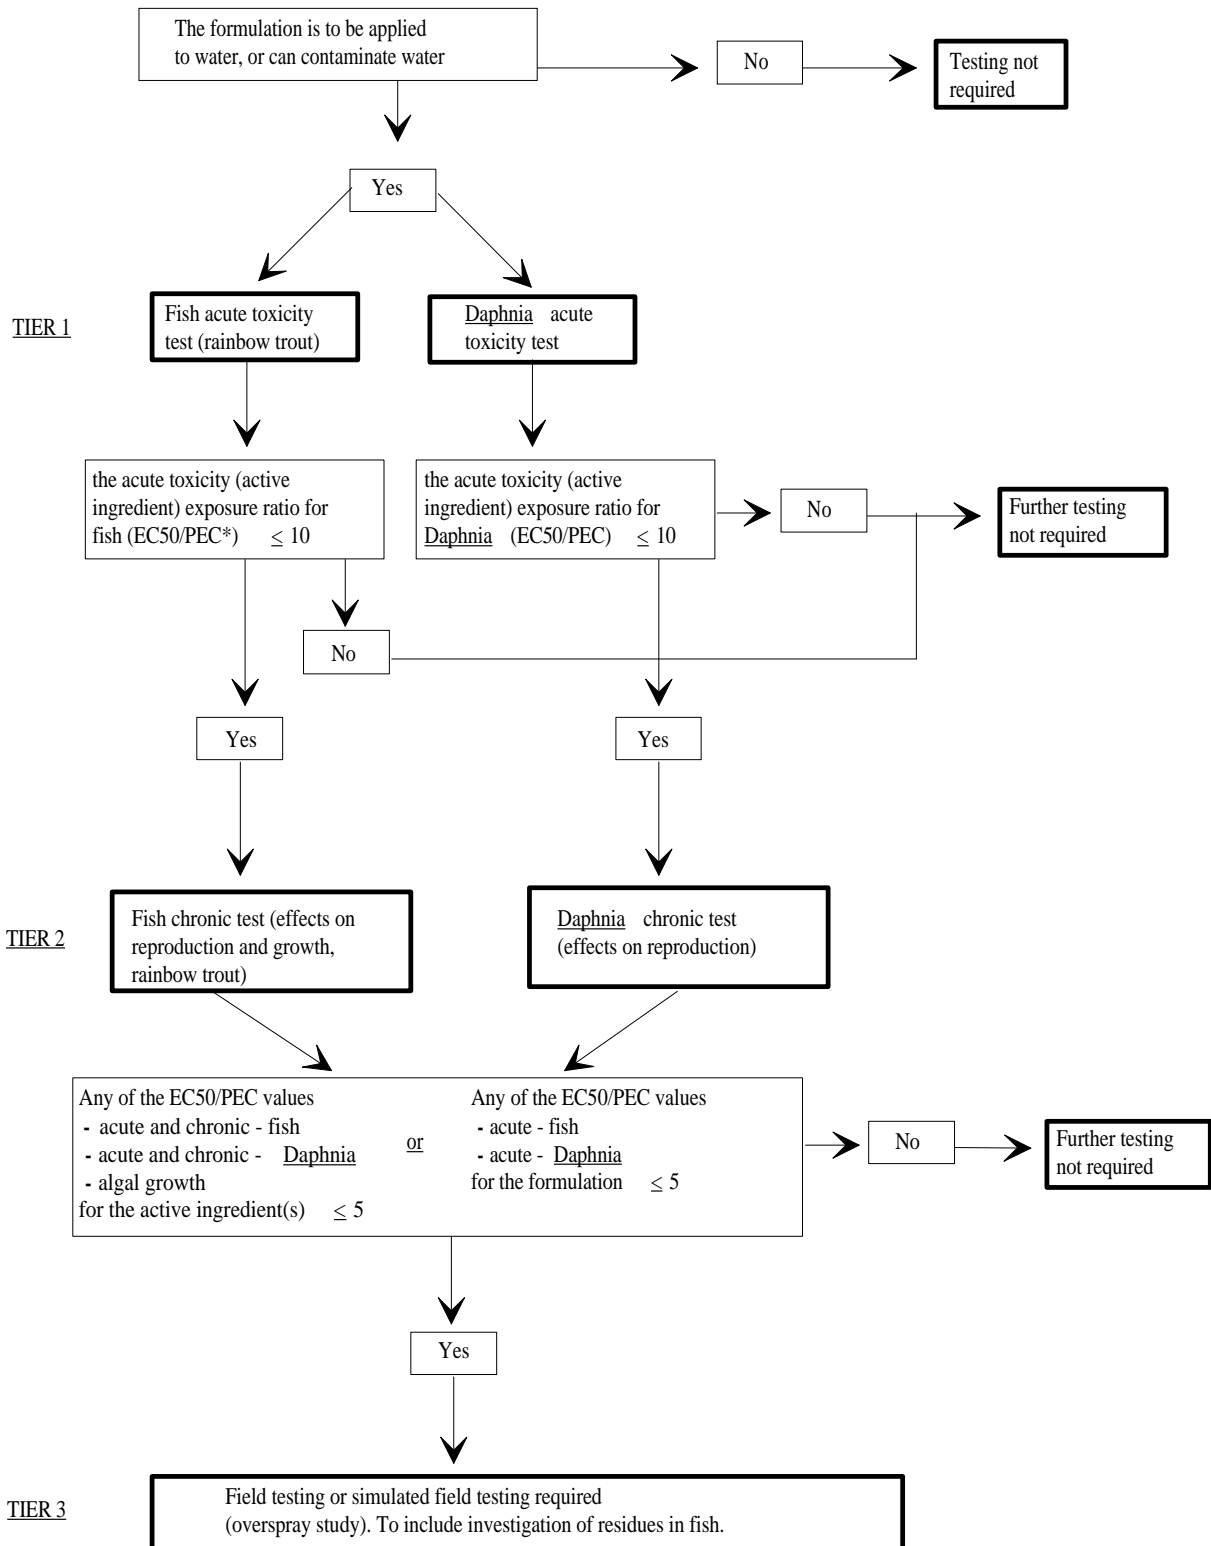 The formulation is to be applied
to water, or can contaminate water
No
Testing not
required
Yes
TIER 1
Fish acute toxicity
test (rainbow trout)
Daphnia acute
toxicity test
the acute toxicity (active
ingredient) exposure ratio for
fish (EC50/PEC*) ≤ 10
the acute toxicity (active
ingredient) exposure ratio for
Daphnia (EC50/PEC) ≤ 10
No
Further testing
not required
No
Yes
Yes
TIER 2
Fish chronic test (effects on
reproduction and growth,
rainbow trout)
Daphnia chronic test
(effects on reproduction)
Any of the EC50/PEC values
- acute and chronic - fish
- acute and chronic - Daphnia
- algal growth
for the active ingredient(s) ≤ 5
or
Any of the EC50/PEC values
- acute - fish
- acute - Daphnia
for the formulation ≤ 5
No
Further testing
not required
Yes
TIER 3
Field testing or simulated field testing required
(overspray study). To include investigation of residues in fish.